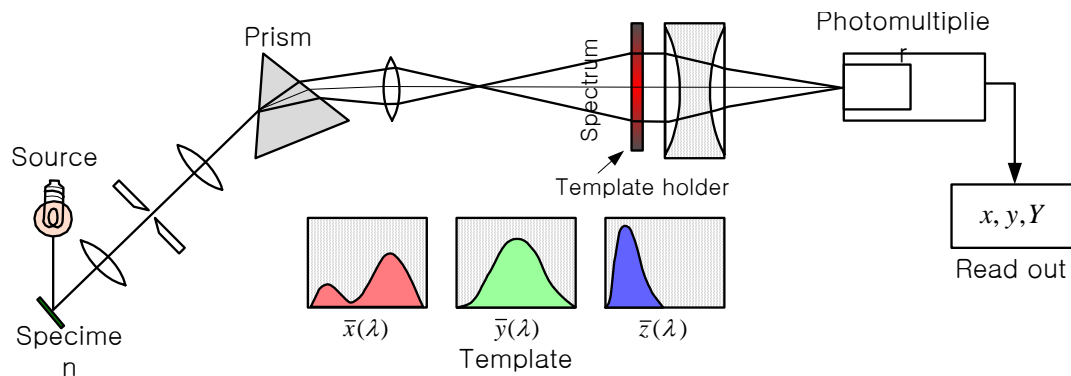 Prism
Photomultiplie
r
Spectrum
Source
Template holder
x, y, Y
Read out
Specime
n
x̄(λ)
ȳ(λ)
z̄(λ)
Template